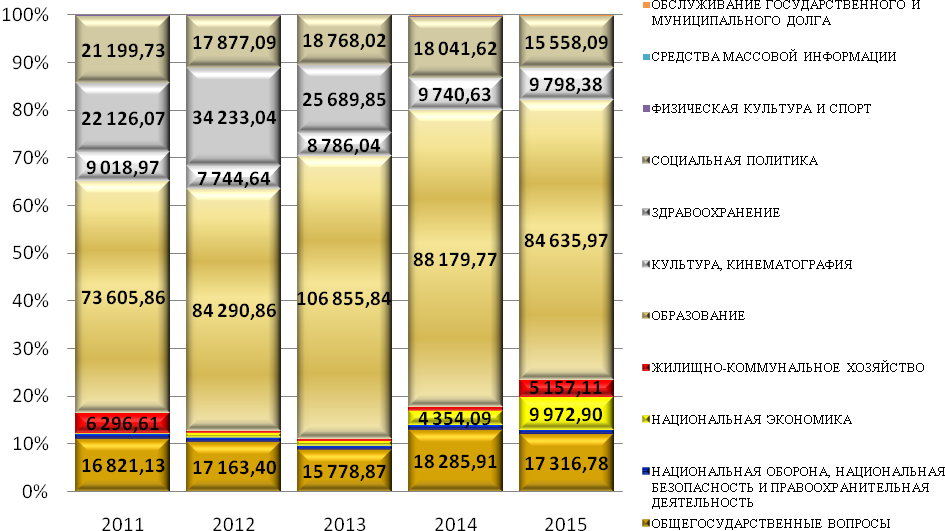 100%
90%
80%
70%
60%
50%
40%
30%
20%
10%
0%
21 199,73
22 126,07
9 018,97
73 605,86
6 296,61
16 821,13
17 877,09
34 233,04
7 744,64
84 290,86
17 163,40
18 768,02
25 689,85
8 786,04
106 855,84
15 778,87
18 041,62
9 740,63
88 179,77
4 354,09
18 285,91
15 558,09
9 798,38
84 635,97
5 157,11
9 972,90
17 316,78
2011 2012 2013 2014 2015
ОБСЛУЖИВАНИЕ ГОСУДАРСТВЕННОГО И
МУНИЦИПАЛЬНОГО ДОЛГА
СРЕДСТВА МАССОВОЙ ИНФОРМАЦИИ
ФИЗИЧЕСКАЯ КУЛЬТУРА И СПОРТ
СОЦИАЛЬНАЯ ПОЛИТИКА
ЗДРАВООХРАНЕНИЕ
КУЛЬТУРА, КИНЕМАТОГРАФИЯ
ОБРАЗОВАНИЕ
ЖИЛИЩНО-КОММУНАЛЬНОЕ ХОЗЯЙСТВО
НАЦИОНАЛЬНАЯ ЭКОНОМИКА
НАЦИОНАЛЬНАЯ ОБОРОНА, НАЦИОНАЛЬНАЯ
БЕЗОПАСНОСТЬ И ПРАВООХРАНИТЕЛЬНАЯ
ДЕЯТЕЛЬНОСТЬ
ОБЩЕГОСУДАРСТВЕННЫЕ ВОПРОСЫ